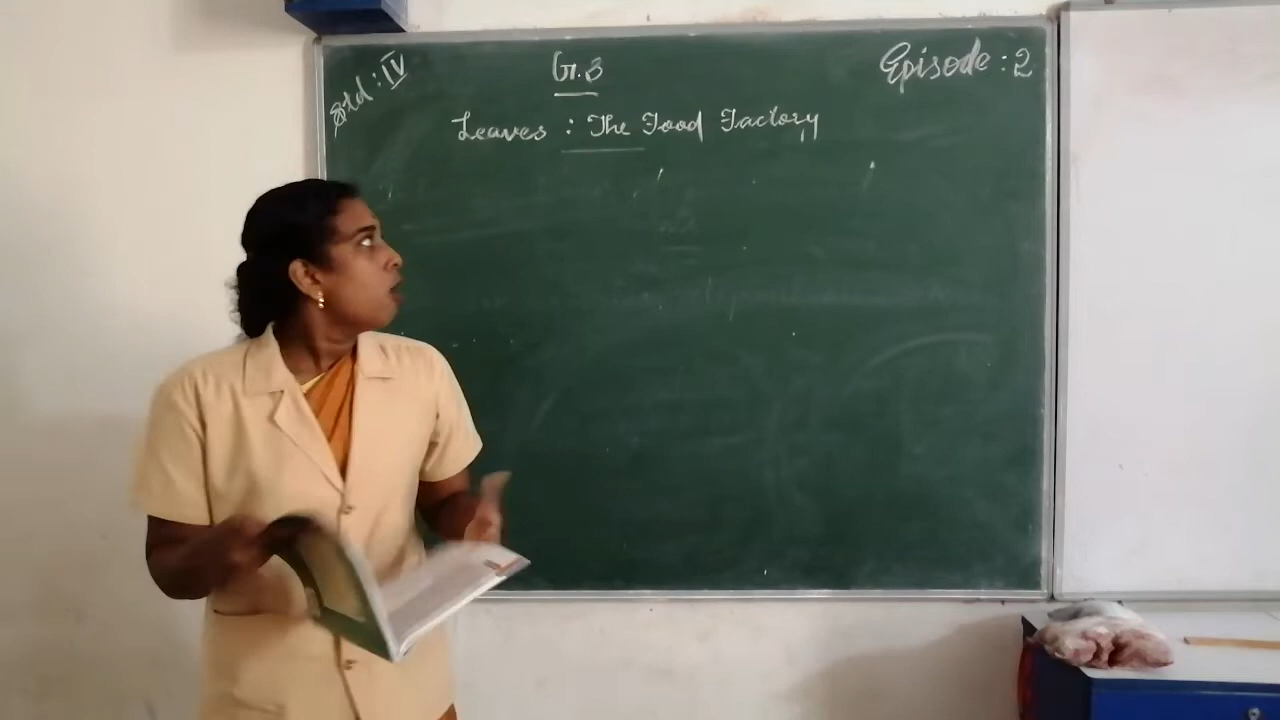 Std : IV
G.S
Episode : 2
Leaves : The Food Factory